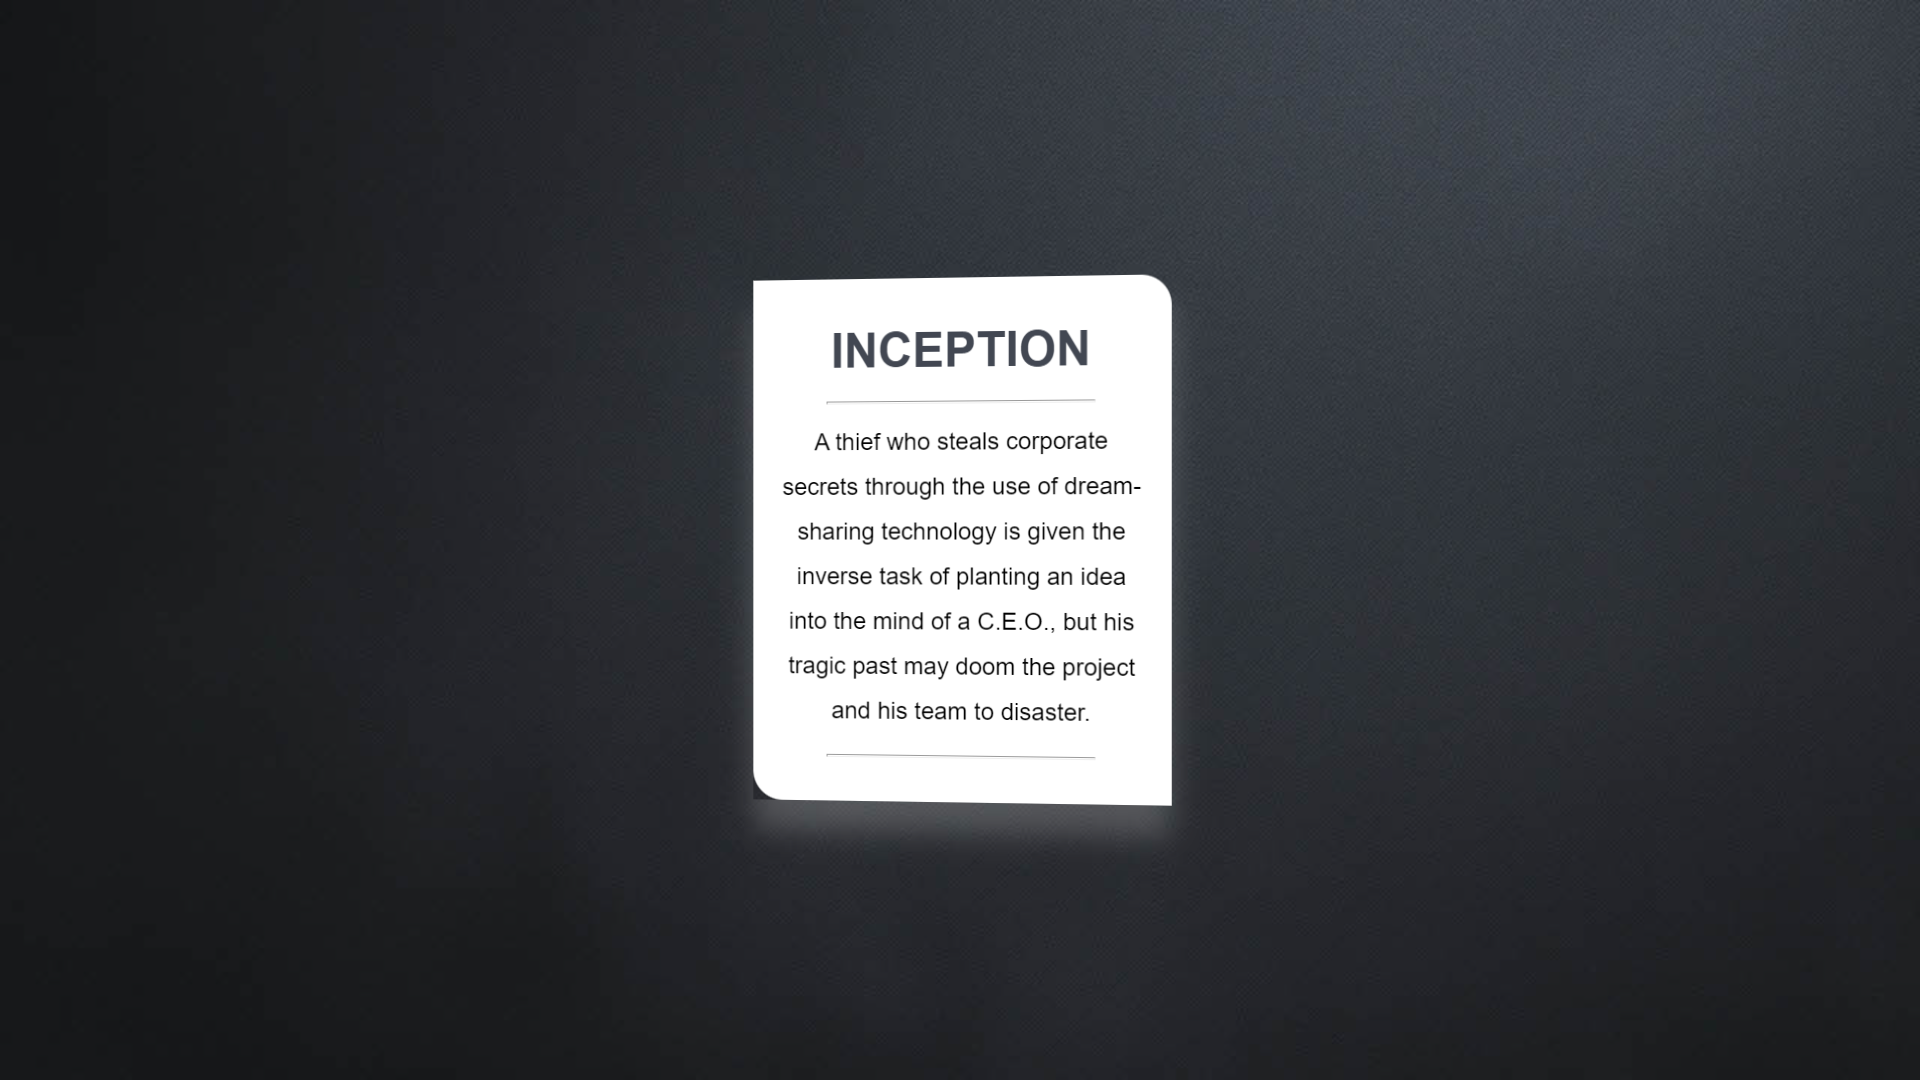 INCEPTION
A thief who steals corporate
secrets through the use of dream-
sharing technology is given the
inverse task of planting an idea
into the mind of a C.E.O., but his
tragic past may doom the project
and his team to disaster.